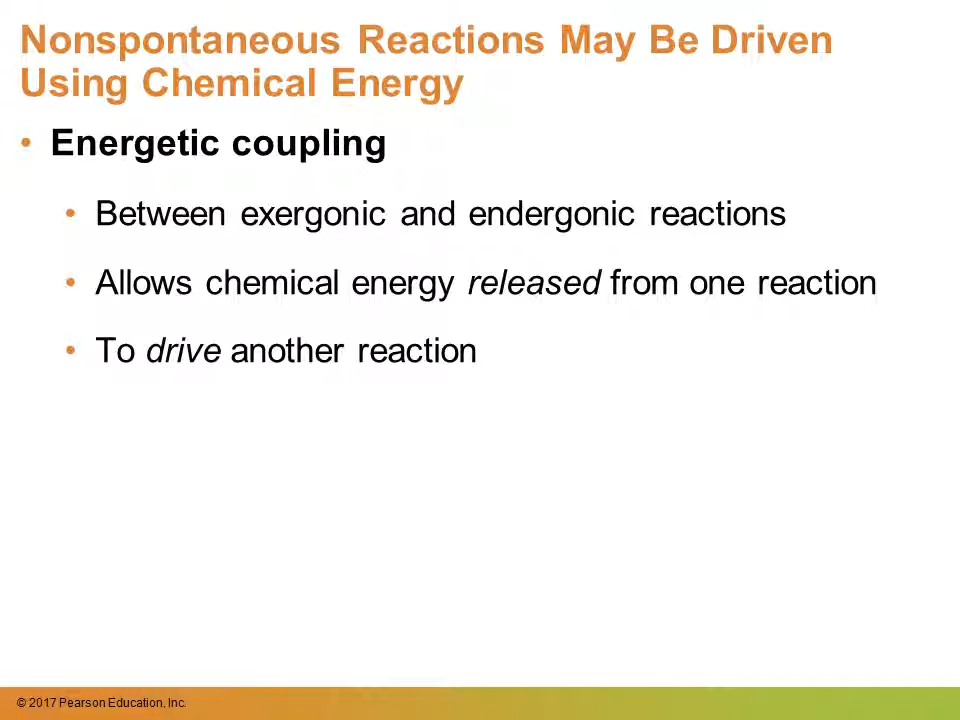 Nonspontaneous Reactions May Be Driven
Using Chemical Energy
• Energetic coupling
• Between exergonic and endergonic reactions
• Allows chemical energy released from one reaction
• To drive another reaction
© 2017 Pearson Education, Inc.